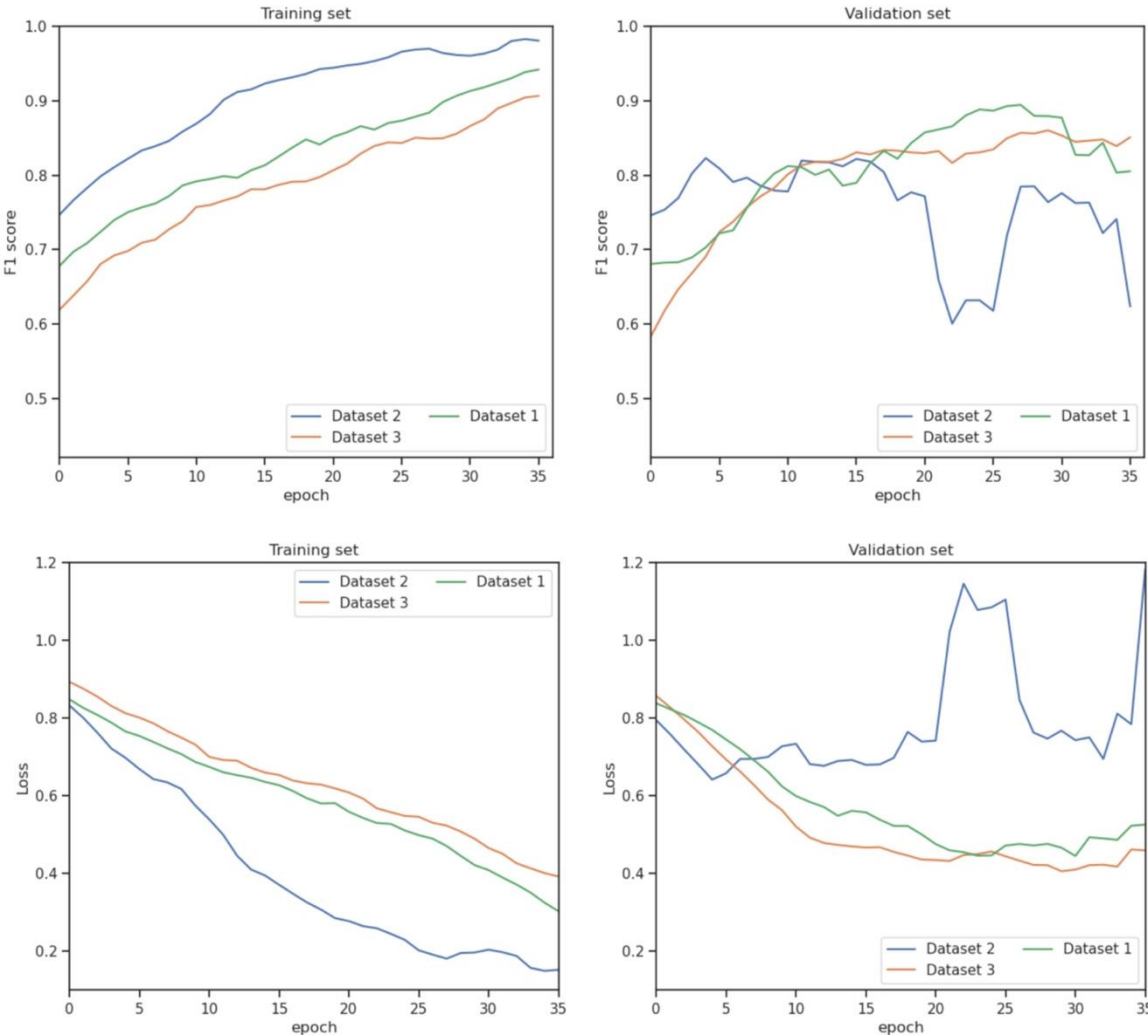 Training set
F1 score
1.0
0.9
0.8
0.7
0.6
0.5
Dataset 2 Dataset 1
Dataset 3
0 5 10 15 20 25 30 35
epoch
Validation set
F1 score
1.0
0.9
0.8
0.7
0.6
0.5
Dataset 2 Dataset 1
Dataset 3
0 5 10 15 20 25 30 35
epoch
Training set
Loss
1.2
1.0
0.8
0.6
0.4
0.2
Dataset 2 Dataset 1
Dataset 3
0 5 10 15 20 25 30 35
epoch
Validation set
Loss
1.2
1.0
0.8
0.6
0.4
0.2
Dataset 2 Dataset 1
Dataset 3
0 5 10 15 20 25 30 35
epoch